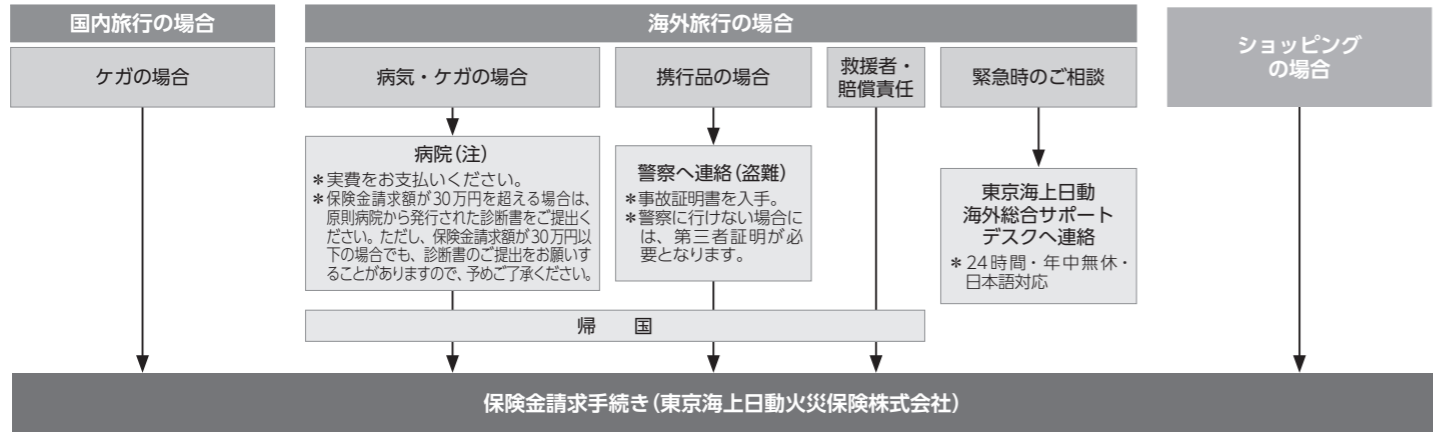 国内旅行の場合
ケガの場合
海外旅行の場合
病気・ケガの場合
病院(注)
＊実費をお支払いください。
＊保険金請求額が30万円を超える場合は、
原則病院から発行された診断書をご提出く
ださい。ただし、保険金請求額が30万円以
下の場合でも、診断書のご提出をお願いす
ることがありますので、予めご了承ください。
携行品の場合
警察へ連絡(盗難)
＊事故証明書を入手。
＊警察に行けない場合に
は、第三者証明が必
要となります。
救援者・
賠償責任
緊急時のご相談
東京海上日動
海外総合サポート
デスクへ連絡
＊24時間・年中無休・
日本語対応
帰　国
ショッピング
の場合
保険金請求手続き(東京海上日動火災保険株式会社)